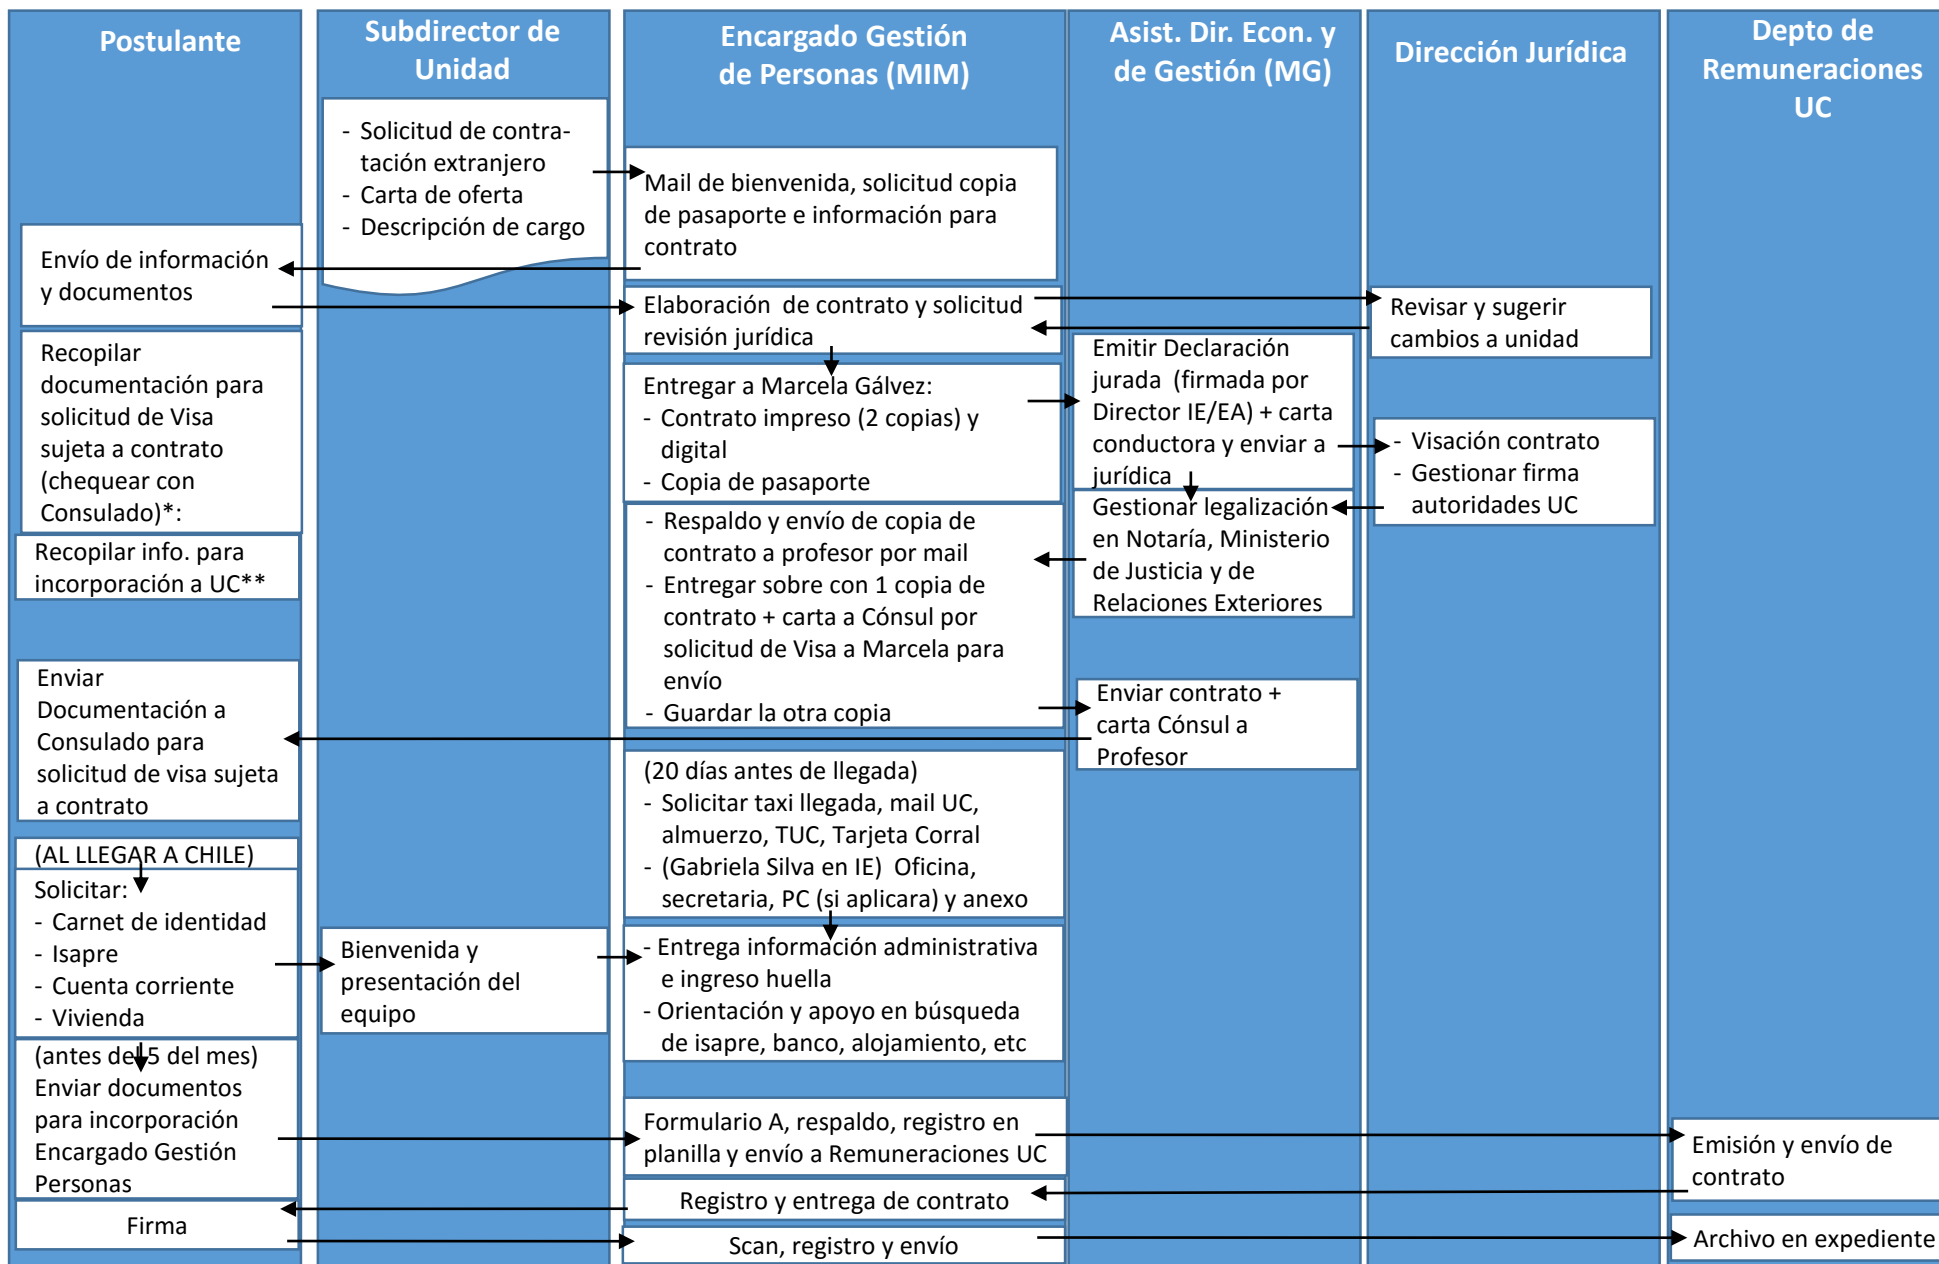 Postulante
Subdirector de
Unidad
Encargado Gestión
de Personas (MIM)
Asist. Dir. Econ. y
de Gestión (MG)
Dirección Jurídica
Depto de
Remuneraciones
UC
- Solicitud de contra-
tación extranjero
- Carta de oferta
- Descripción de cargo
Mail de bienvenida, solicitud copia
de pasaporte e información para
contrato
Envío de información
y documentos
Elaboración de contrato y solicitud
revisión jurídica
Revisar y sugerir
cambios a unidad
Recopilar
documentación para
solicitud de Visa
sujeta a contrato
(chequear con
Consulado)*:
Entregar a Marcela Gálvez:
- Contrato impreso (2 copias) y
digital
- Copia de pasaporte
Emitir Declaración
jurada (firmada por
Director IE/EA) + carta
conductora y enviar a
jurídica
- Visación contrato
- Gestionar firma
autoridades UC
Recopilar info. para
incorporación a UC**
- Respaldo y envío de copia de
contrato a profesor por mail
- Entregar sobre con 1 copia de
contrato + carta a Cónsul por
solicitud de Visa a Marcela para
envío
- Guardar la otra copia
Gestionar legalización
en Notaría, Ministerio
de Justicia y de
Relaciones Exteriores
Enviar contrato +
carta Cónsul a
Profesor
Enviar
Documentación a
Consulado para
solicitud de visa sujeta
a contrato
(20 días antes de llegada)
- Solicitar taxi llegada, mail UC,
almuerzo, TUC, Tarjeta Corral
- (Gabriela Silva en IE) Oficina,
secretaria, PC (si aplicara) y anexo
(AL LLEGAR A CHILE)
Solicitar:
- Carnet de identidad
- Isapre
- Cuenta corriente
- Vivienda
Bienvenida y
presentación del
equipo
- Entrega información administrativa
e ingreso huella
- Orientación y apoyo en búsqueda
de isapre, banco, alojamiento, etc
(antes del 5 del mes)
Enviar documentos
para incorporación
Encargado Gestión
Personas
Formulario A, respaldo, registro en
planilla y envío a Remuneraciones UC
Emisión y envío de
contrato
Registro y entrega de contrato
Firma
Scan, registro y envío
Archivo en expediente